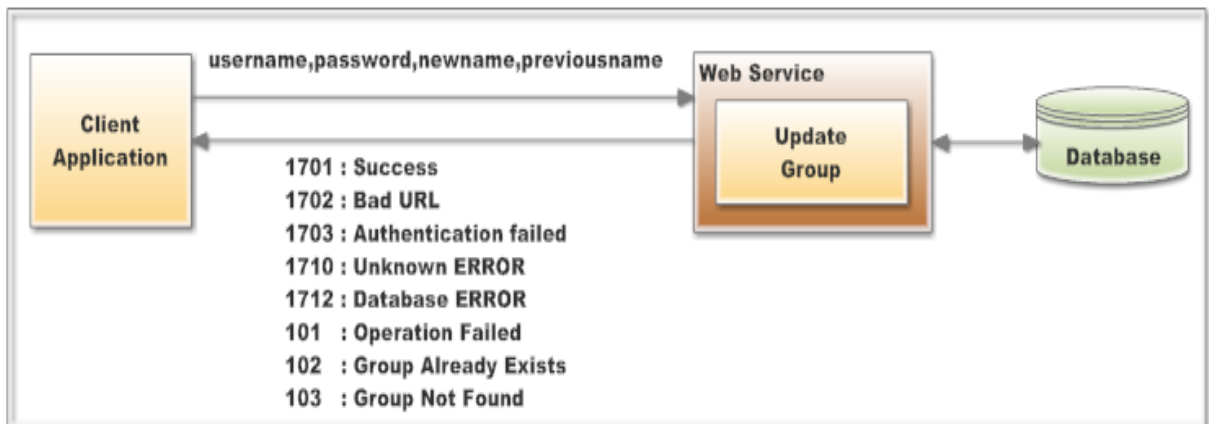 username,password,newname,previousname
Web Service
Client
Application
Update
Group
Database
1701 : Success
1702 : Bad URL
1703 : Authentication failed
1710 : Unknown ERROR
1712 : Database ERROR
101 : Operation Failed
102 : Group Already Exists
103 : Group Not Found